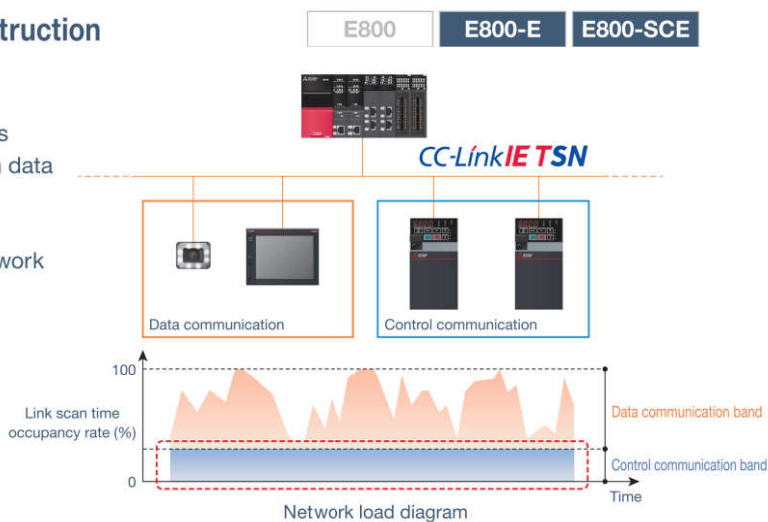 truction
E800 E800-E E800-SCE
s
data
CC-Link IE TSN
work
Data communication
Control communication
100
Link scan time
occupancy rate (%)
0
Data communication band
Control communication band
Time
Network load diagram